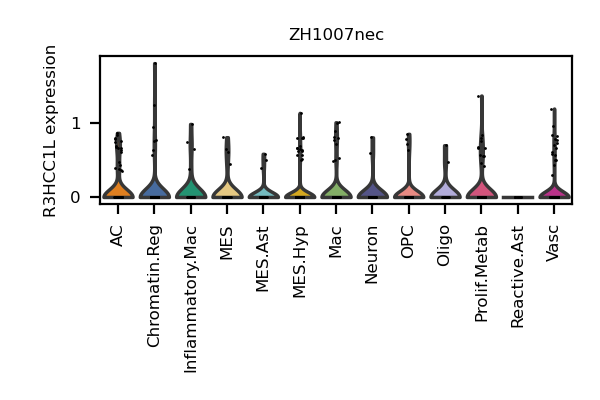 ZH1007nec
R3HCC1L expression
1
0
AC
Chromatin.Reg
Inflammatory.Mac
MES
MES.Ast
MES.Hyp
Mac
Neuron
OPC
Oligo
Prolif.Metab
Reactive.Ast
Vasc